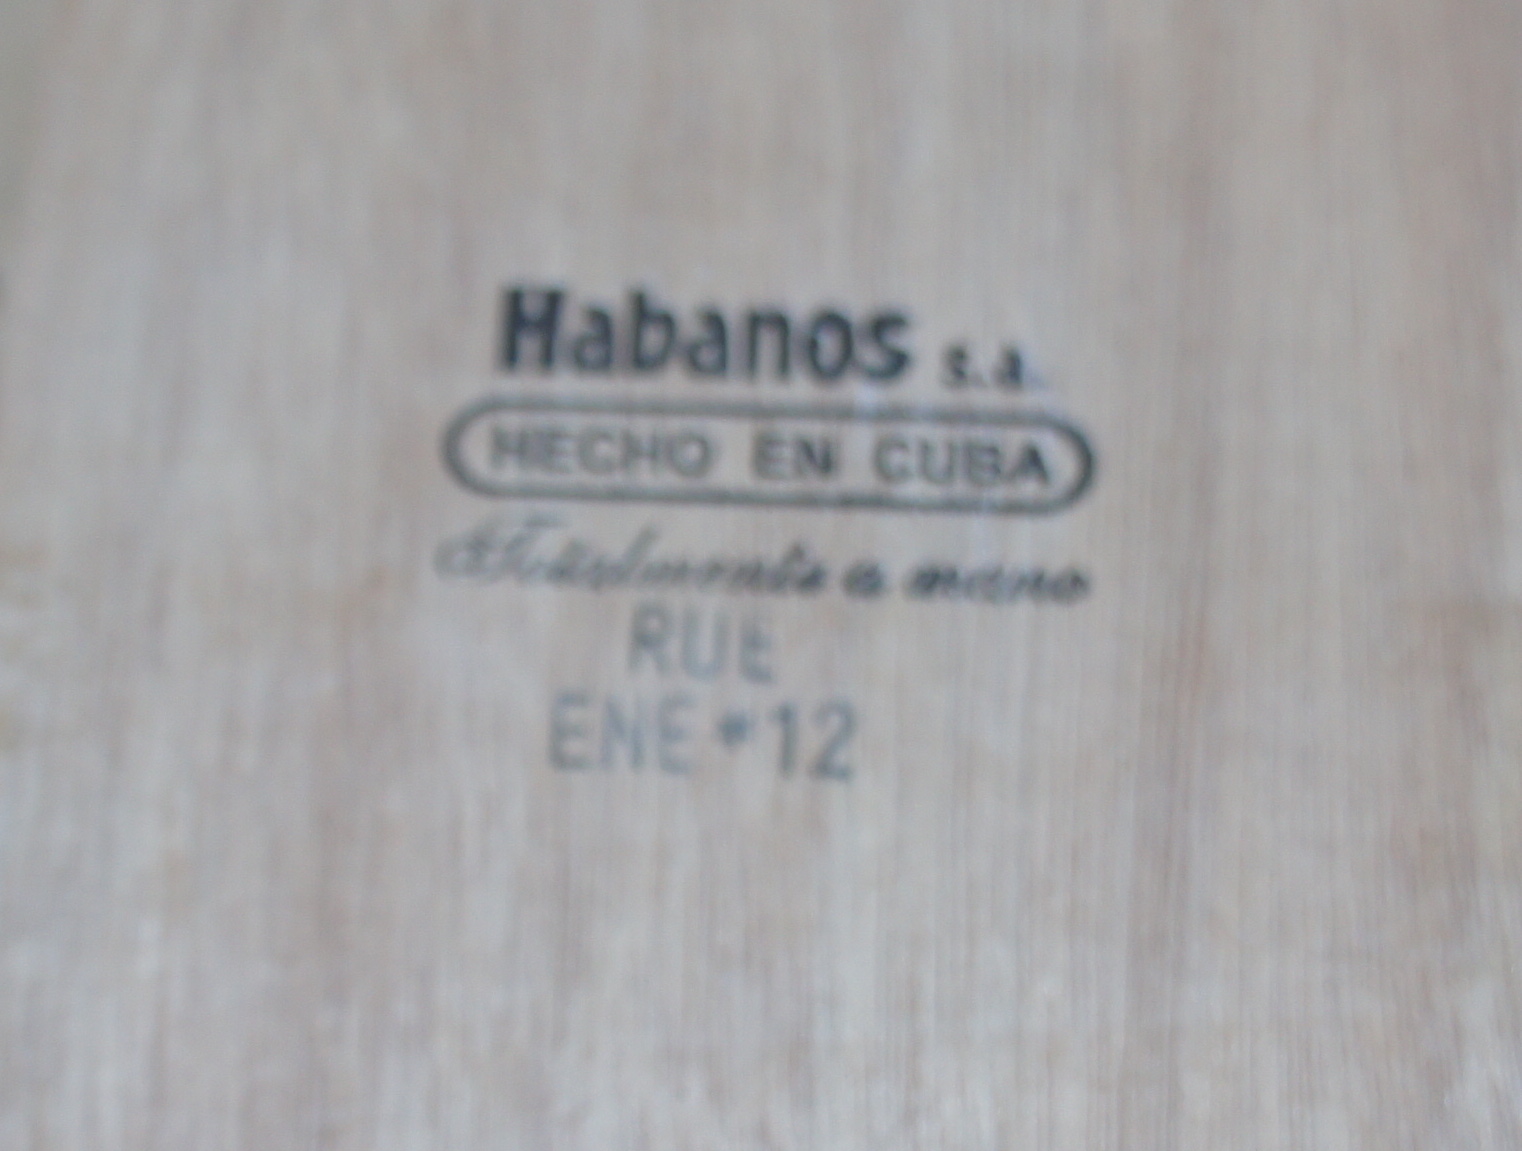 Habanos s.a.
HECHO EN CUBA
Totalmente a mano
RUE
ENE*12